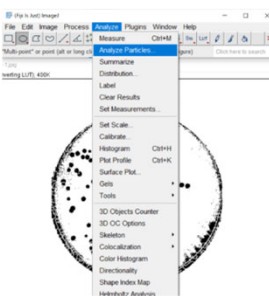 (Fiji Is Just) ImageJ
File Edit Image Process Analyze Plugins Window Help
Measure Ctrl+M
"Multi-point" or point (alt or long cli
Click here to search
Analyze Particles...
Summarize
Distribution...
Label
Clear Results
Set Measurements...
Set Scale...
Calibrate...
Histogram Ctrl+H
Plot Profile Ctrl+K
Surface Plot...
Gels
Tools
3D Objects Counter
3D OC Options
Skeleton
Colocalization
Color Histogram
Directionality
Shape Index Map
Helmholtz Analysis
verting LUT); 400K